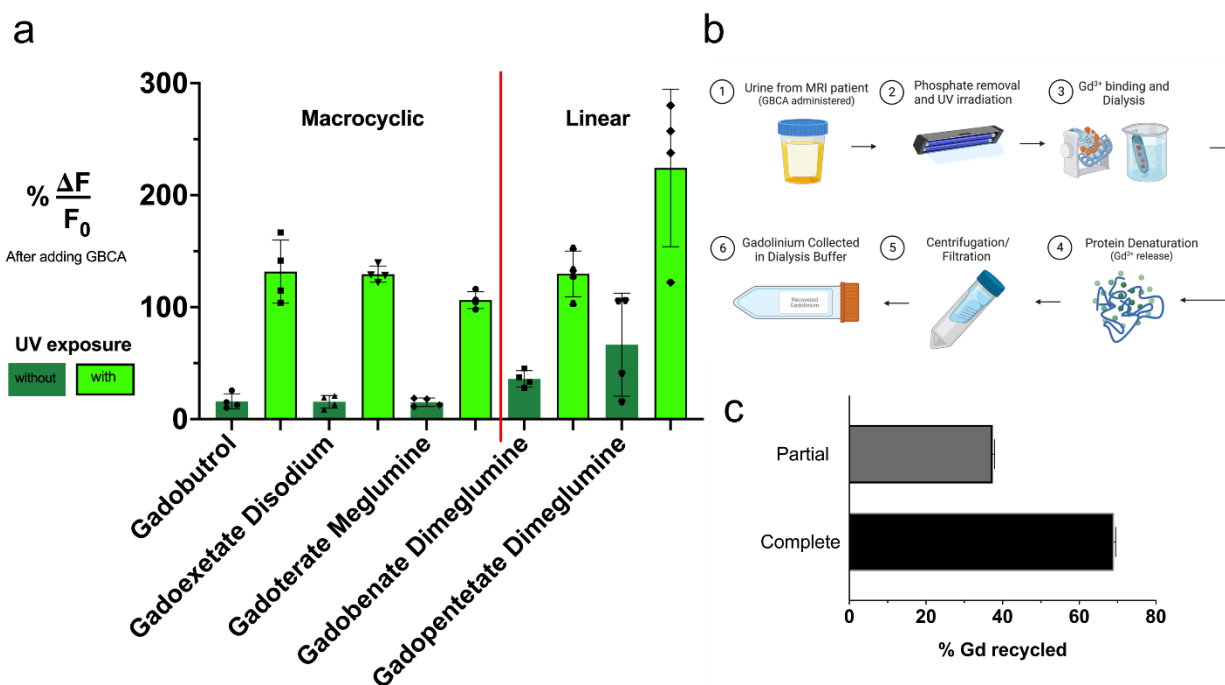 a
300
200
100
0
Macrocyclic
Linear
% ΔF
F0
After adding GBCA
UV exposure
without
with
Gadobutrol
Gadoexetate Disodium
Gadoterate Meglumine
Gadobenate Dimeglumine
Gadopentetate Dimeglumine
b
1
Urine from MRI patient
(GBCA administered)
2
Phosphate removal
and UV irradiation
3
Gd³⁺ binding and
Dialysis
6
Gadolinium Collected
in Dialysis Buffer
Recovered
Gadolinium
5
Centrifugation/
Filtration
4
Protein Denaturation
(Gd³⁺ release)
c
Partial
Complete
0 20 40 60 80
% Gd recycled